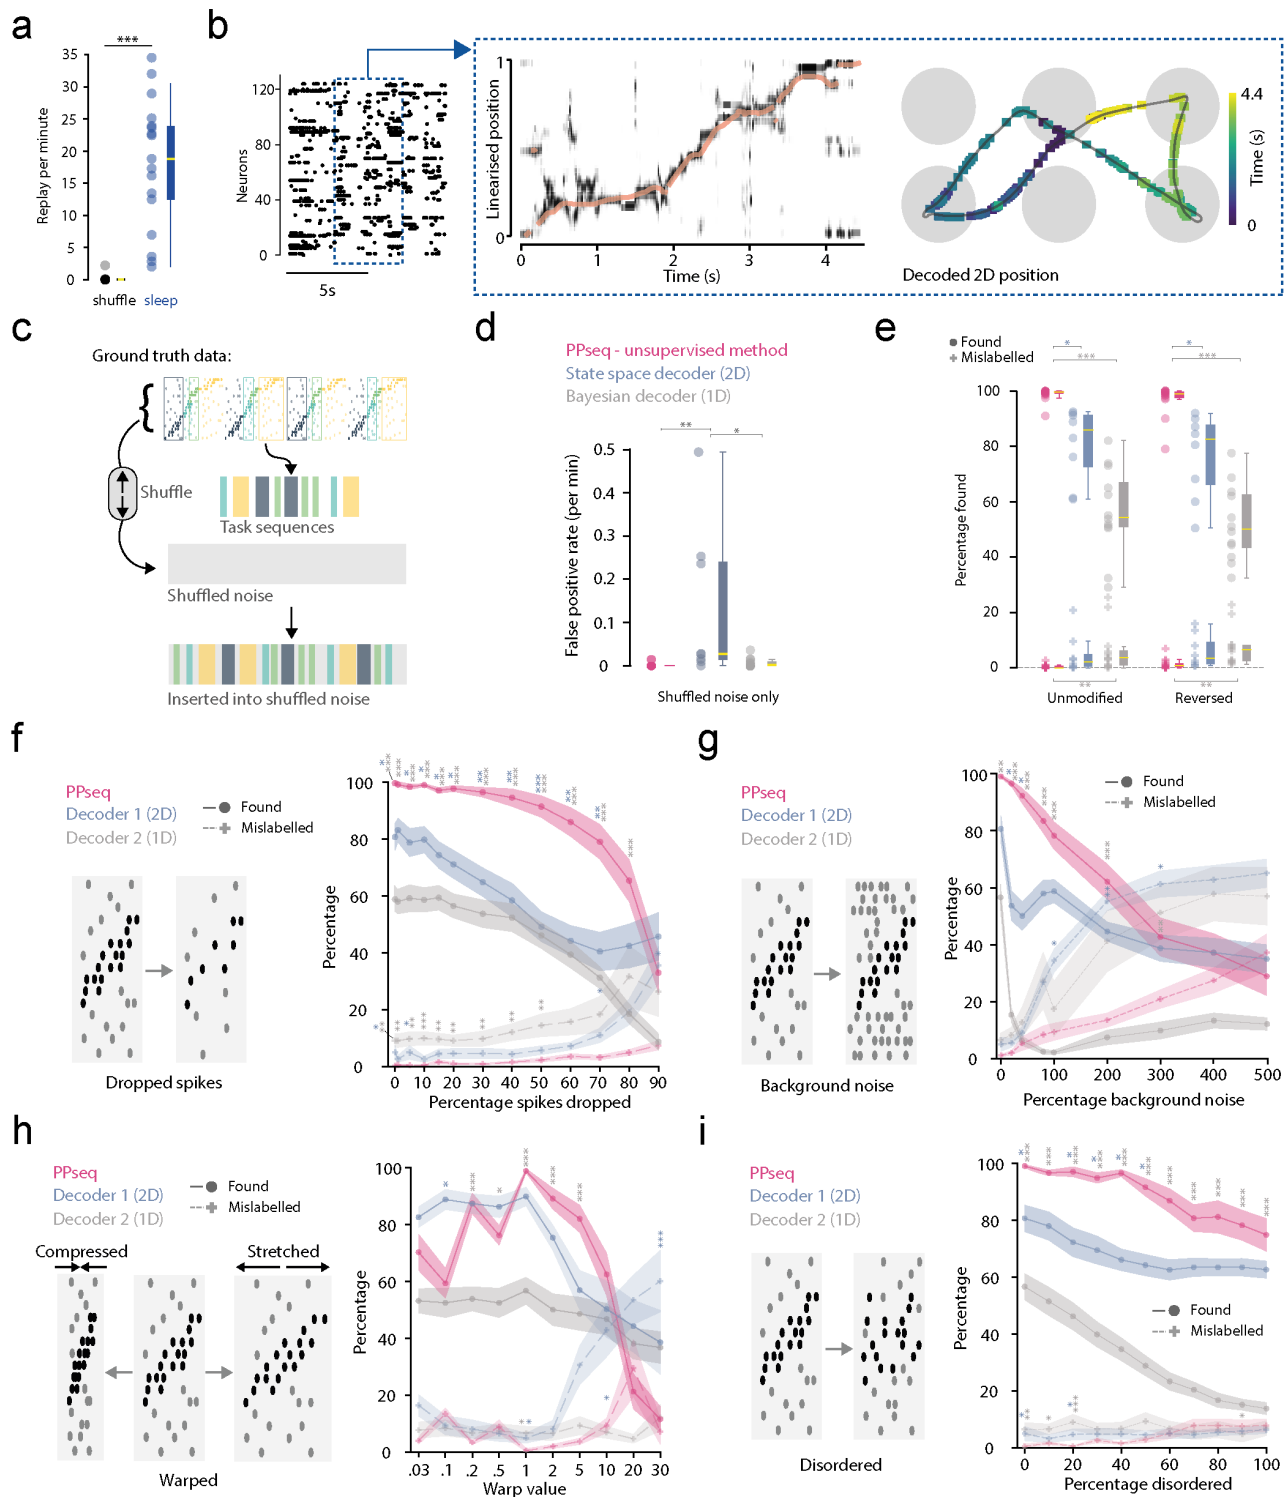 a
***
Replay per minute
35
30
25
20
15
10
5
0
shuffle
sleep
b
Neurons
120
80
40
0
5s
Linearised position
1
0
0
1
2
3
4
Time (s)
Decoded 2D position
4.4
Time (s)
0
c
Ground truth data:
Shuffle
Task sequences
Shuffled noise
Inserted into shuffled noise
d
PPseq - unsupervised method
State space decoder (2D)
Bayesian decoder (1D)
**
*
False positive rate (per min)
0.5
0.4
0.3
0.2
0.1
0
Shuffled noise only
e
Found
Mislabelled
*
***
*
***
Percentage found
100
80
60
40
20
0
**
**
Unmodified
Reversed
f
PPseq
Decoder 1 (2D)
Decoder 2 (1D)
Found
Mislabelled
Dropped spikes
Percentage
100
80
60
40
20
0
0
10
20
30
40
50
60
70
80
90
Percentage spikes dropped
g
PPseq
Decoder 1 (2D)
Decoder 2 (1D)
Found
Mislabelled
Background noise
Percentage
100
80
60
40
20
0
0
100
200
300
400
500
Percentage background noise
h
PPseq
Decoder 1 (2D)
Decoder 2 (1D)
Found
Mislabelled
Compressed
Stretched
Warped
Percentage
100
80
60
40
20
0
.03
.1
.2
.5
1
2
5
10
20
30
Warp value
i
PPseq
Decoder 1 (2D)
Decoder 2 (1D)
Found
Mislabelled
Disordered
Percentage
100
80
60
40
20
0
0
20
40
60
80
100
Percentage disordered